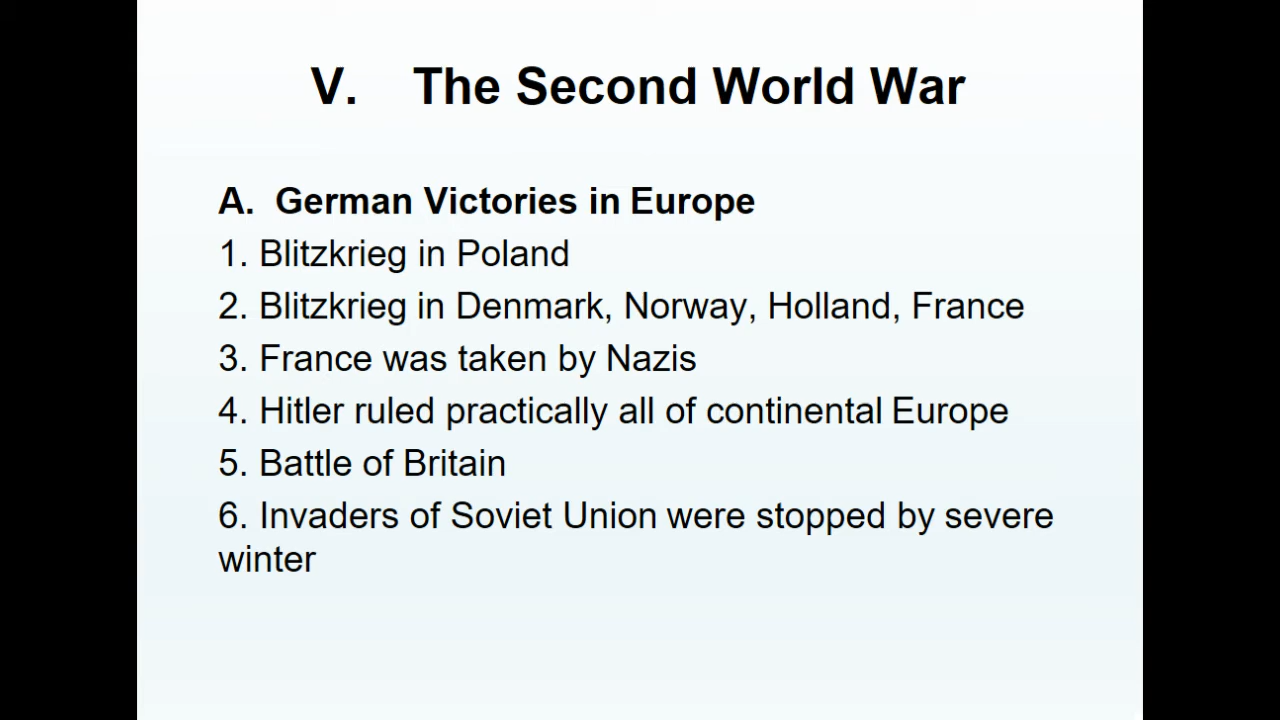 V. The Second World War
A. German Victories in Europe
1. Blitzkrieg in Poland
2. Blitzkrieg in Denmark, Norway, Holland, France
3. France was taken by Nazis
4. Hitler ruled practically all of continental Europe
5. Battle of Britain
6. Invaders of Soviet Union were stopped by severe
winter